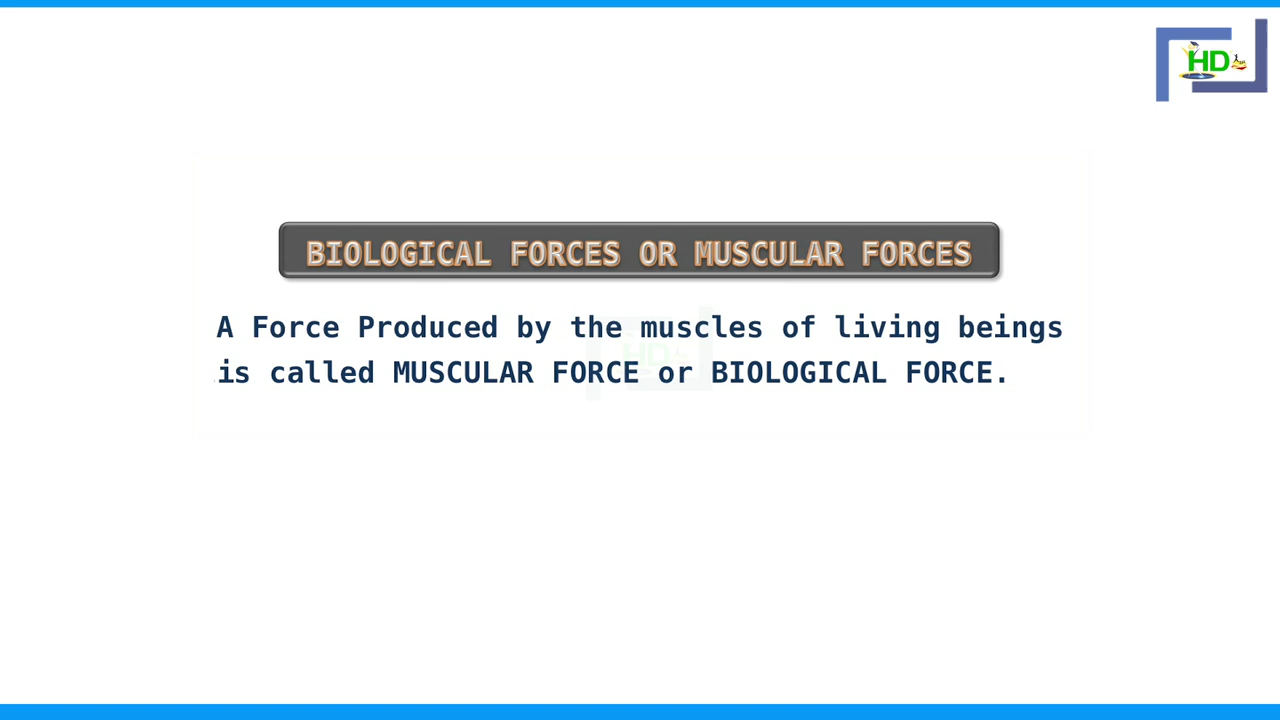 HD
BIOLOGICAL FORCES OR MUSCULAR FORCES
A Force Produced by the muscles of living beings
is called MUSCULAR FORCE or BIOLOGICAL FORCE.